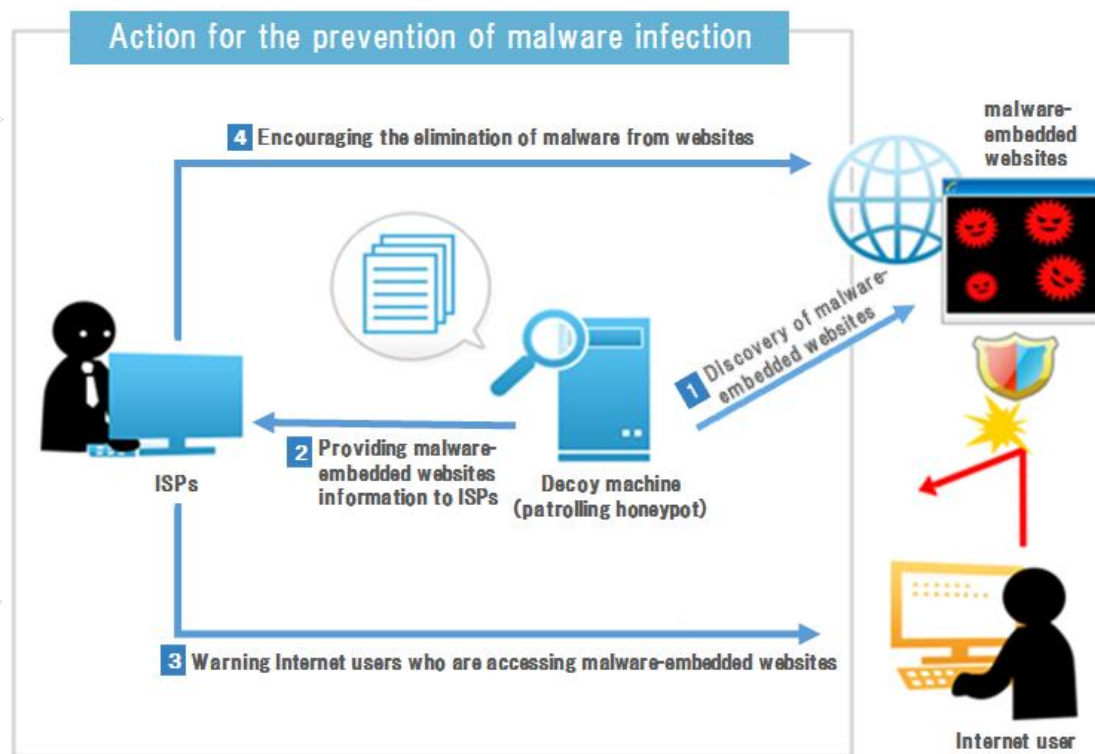 Action for the prevention of malware infection
malware-
embedded
websites
4 Encouraging the elimination of malware from websites
1 Discovery of malware-
embedded websites
2 Providing malware-
embedded websites
information to ISPs
ISPs
Decoy machine
(patrolling honeypot)
3 Warning Internet users who are accessing malware-embedded websites
Internet user